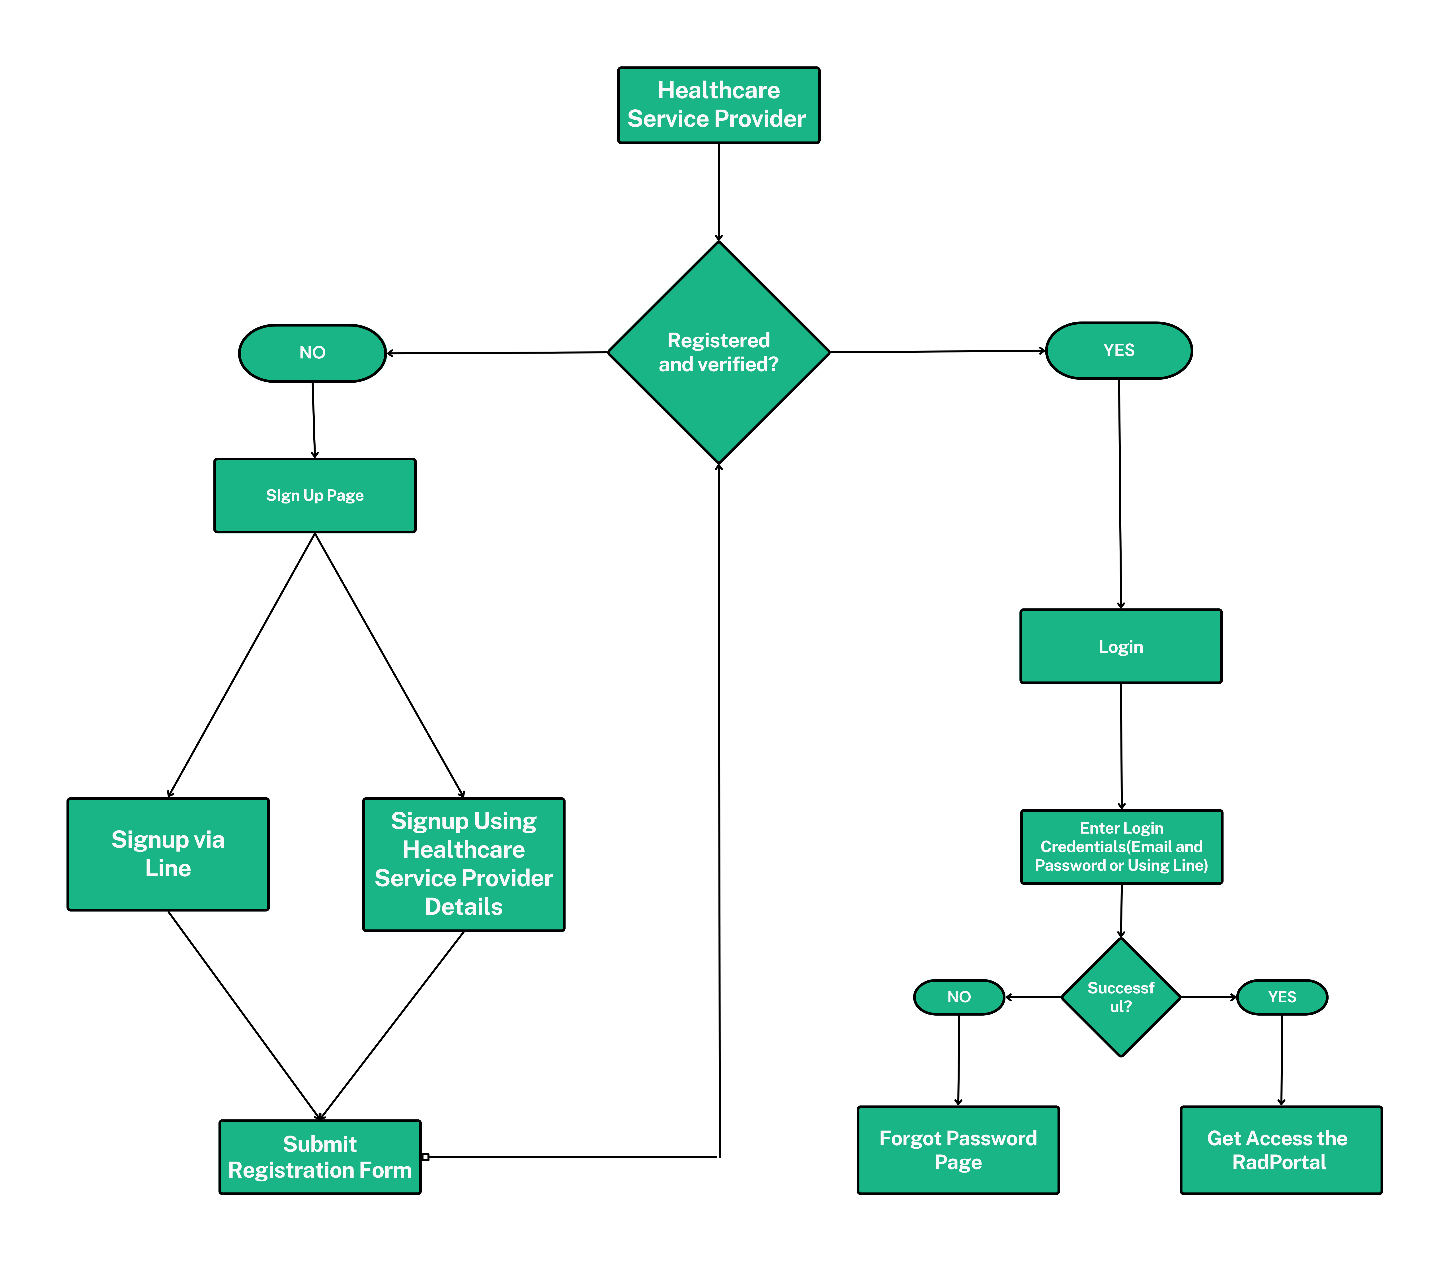 Healthcare
Service Provider
Registered
and verified?
NO
YES
Sign Up Page
Login
Signup via
Line
Signup Using
Healthcare
Service Provider
Details
Enter Login
Credentials(Email and
Password or Using Line)
Successf
ul?
NO
YES
Submit
Registration Form
Forgot Password
Page
Get Access the
RadPortal